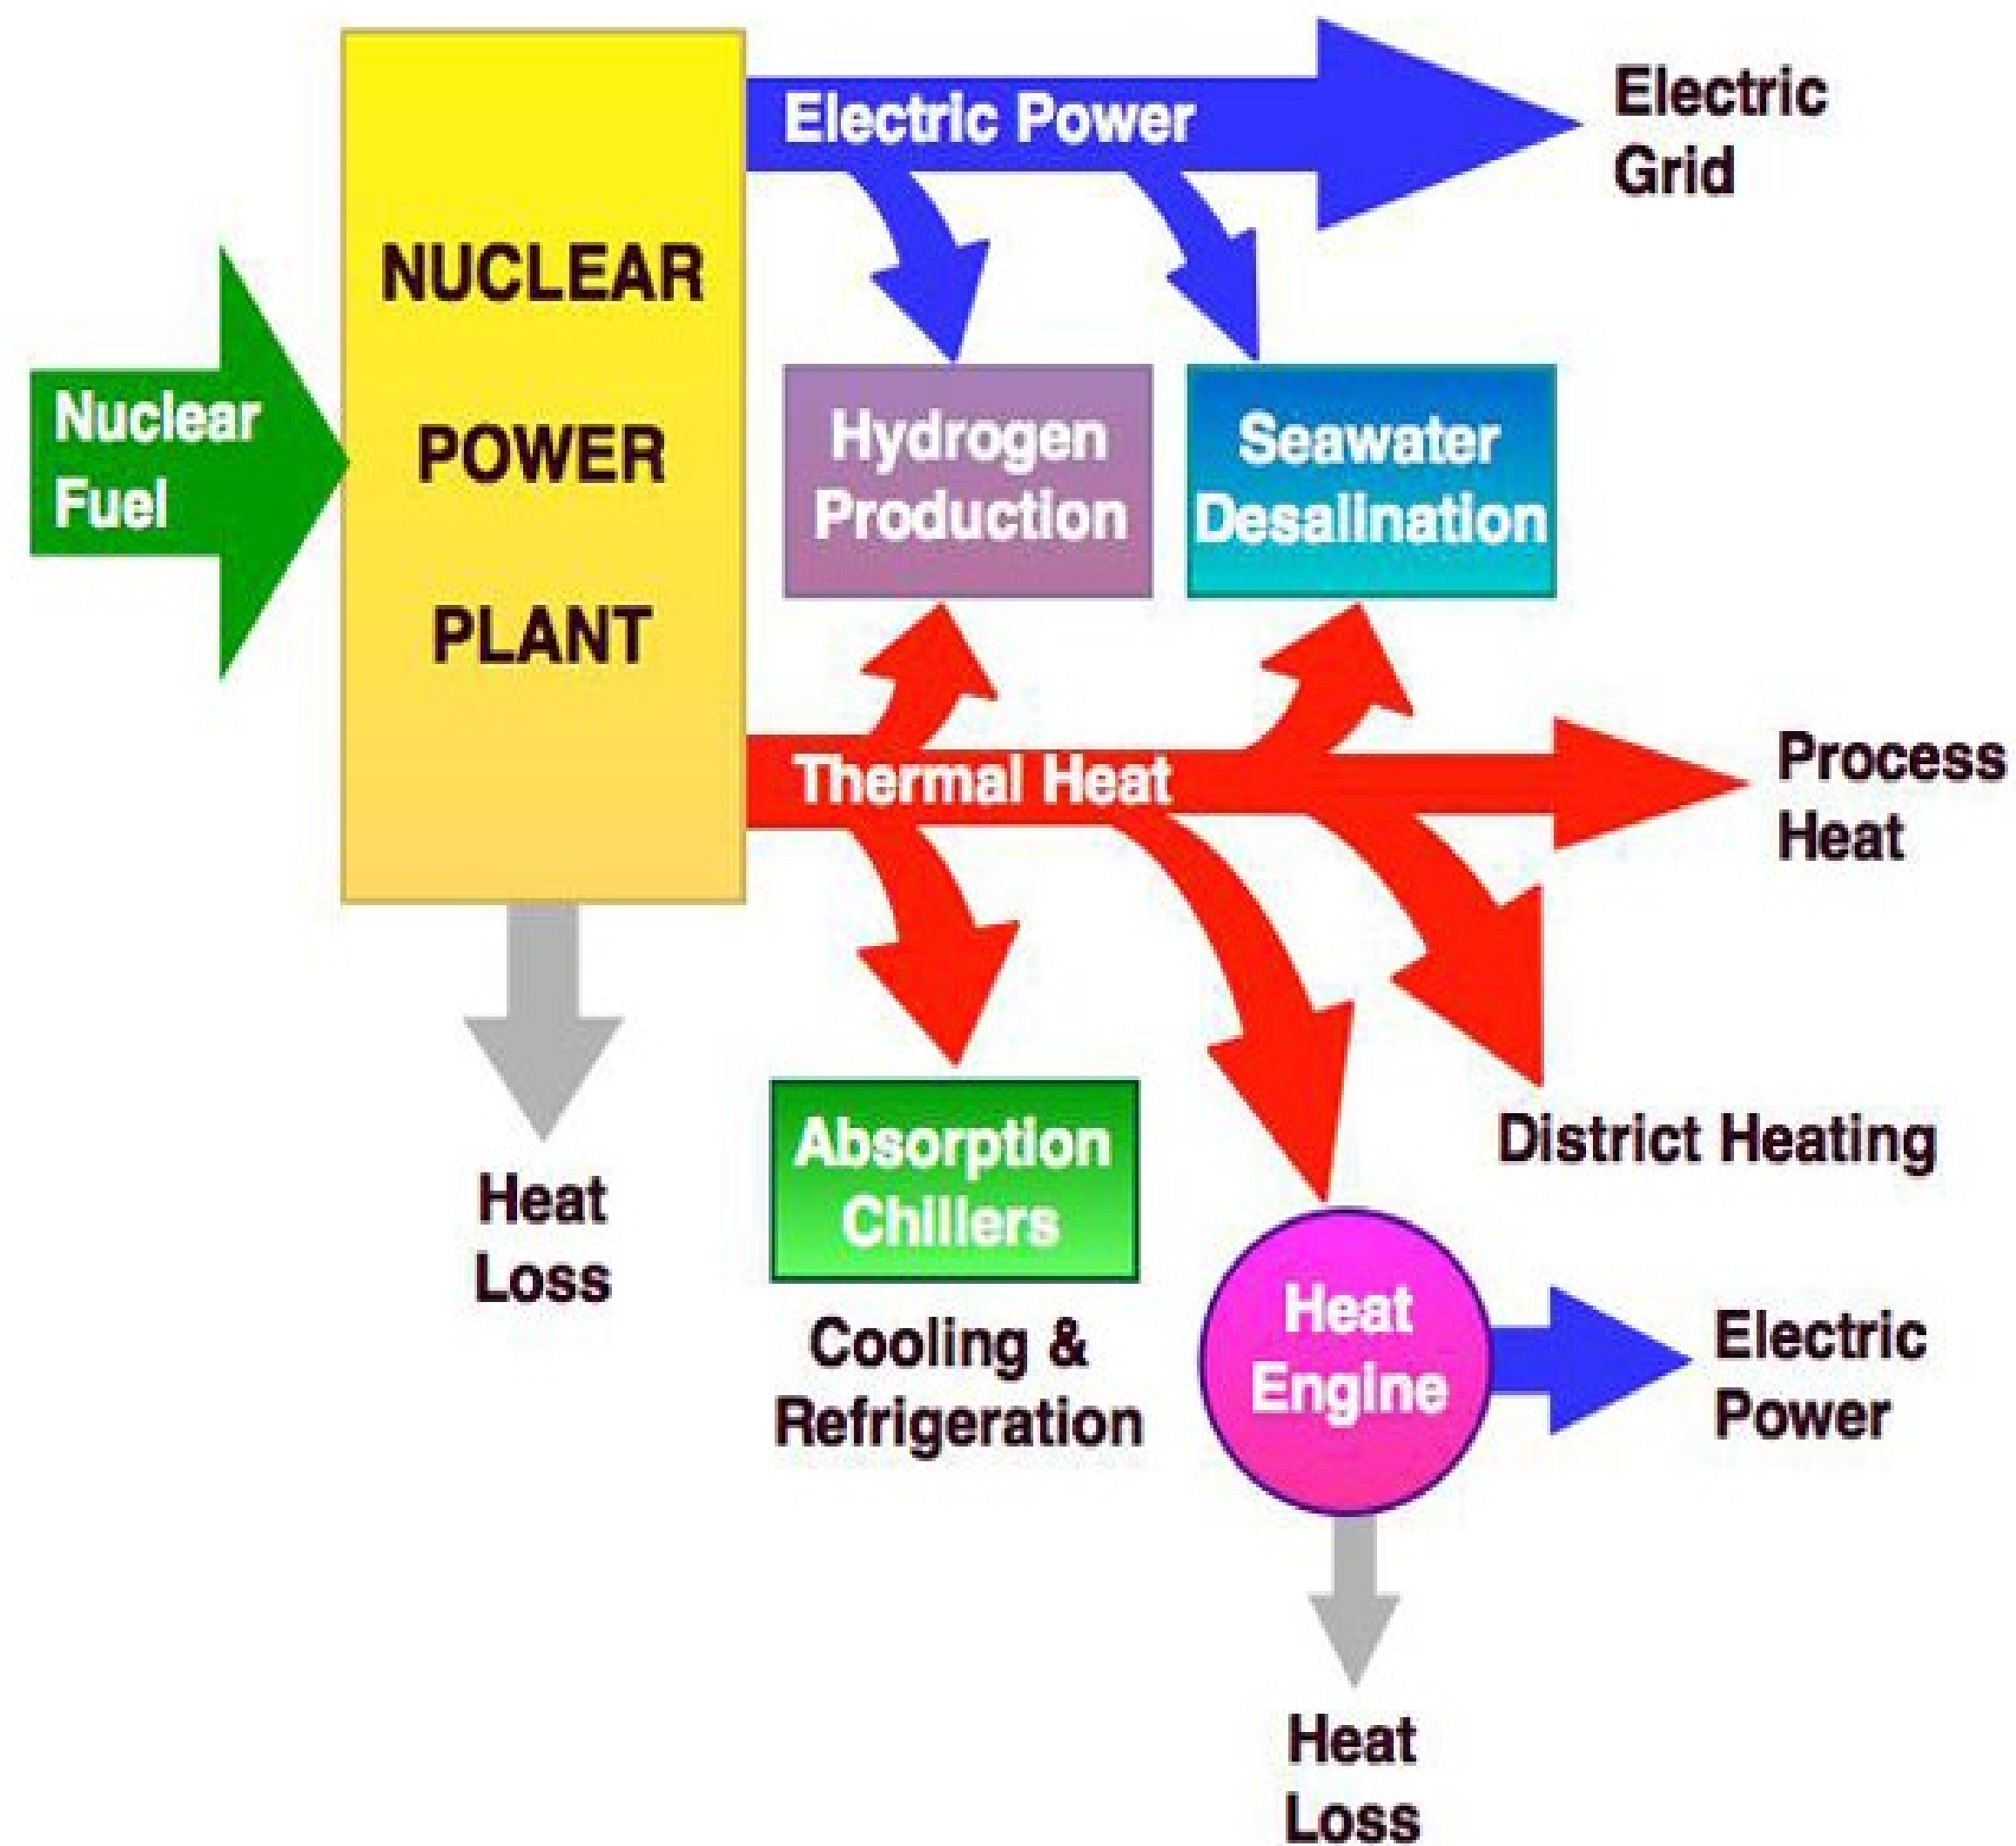 Electric Power
Electric
Grid
NUCLEAR
POWER
PLANT
Nuclear
Fuel
Hydrogen
Production
Seawater
Desalination
Thermal Heat
Process
Heat
District Heating
Absorption
Chillers
Cooling &
Refrigeration
Heat
Loss
Heat
Engine
Electric
Power
Heat
Loss